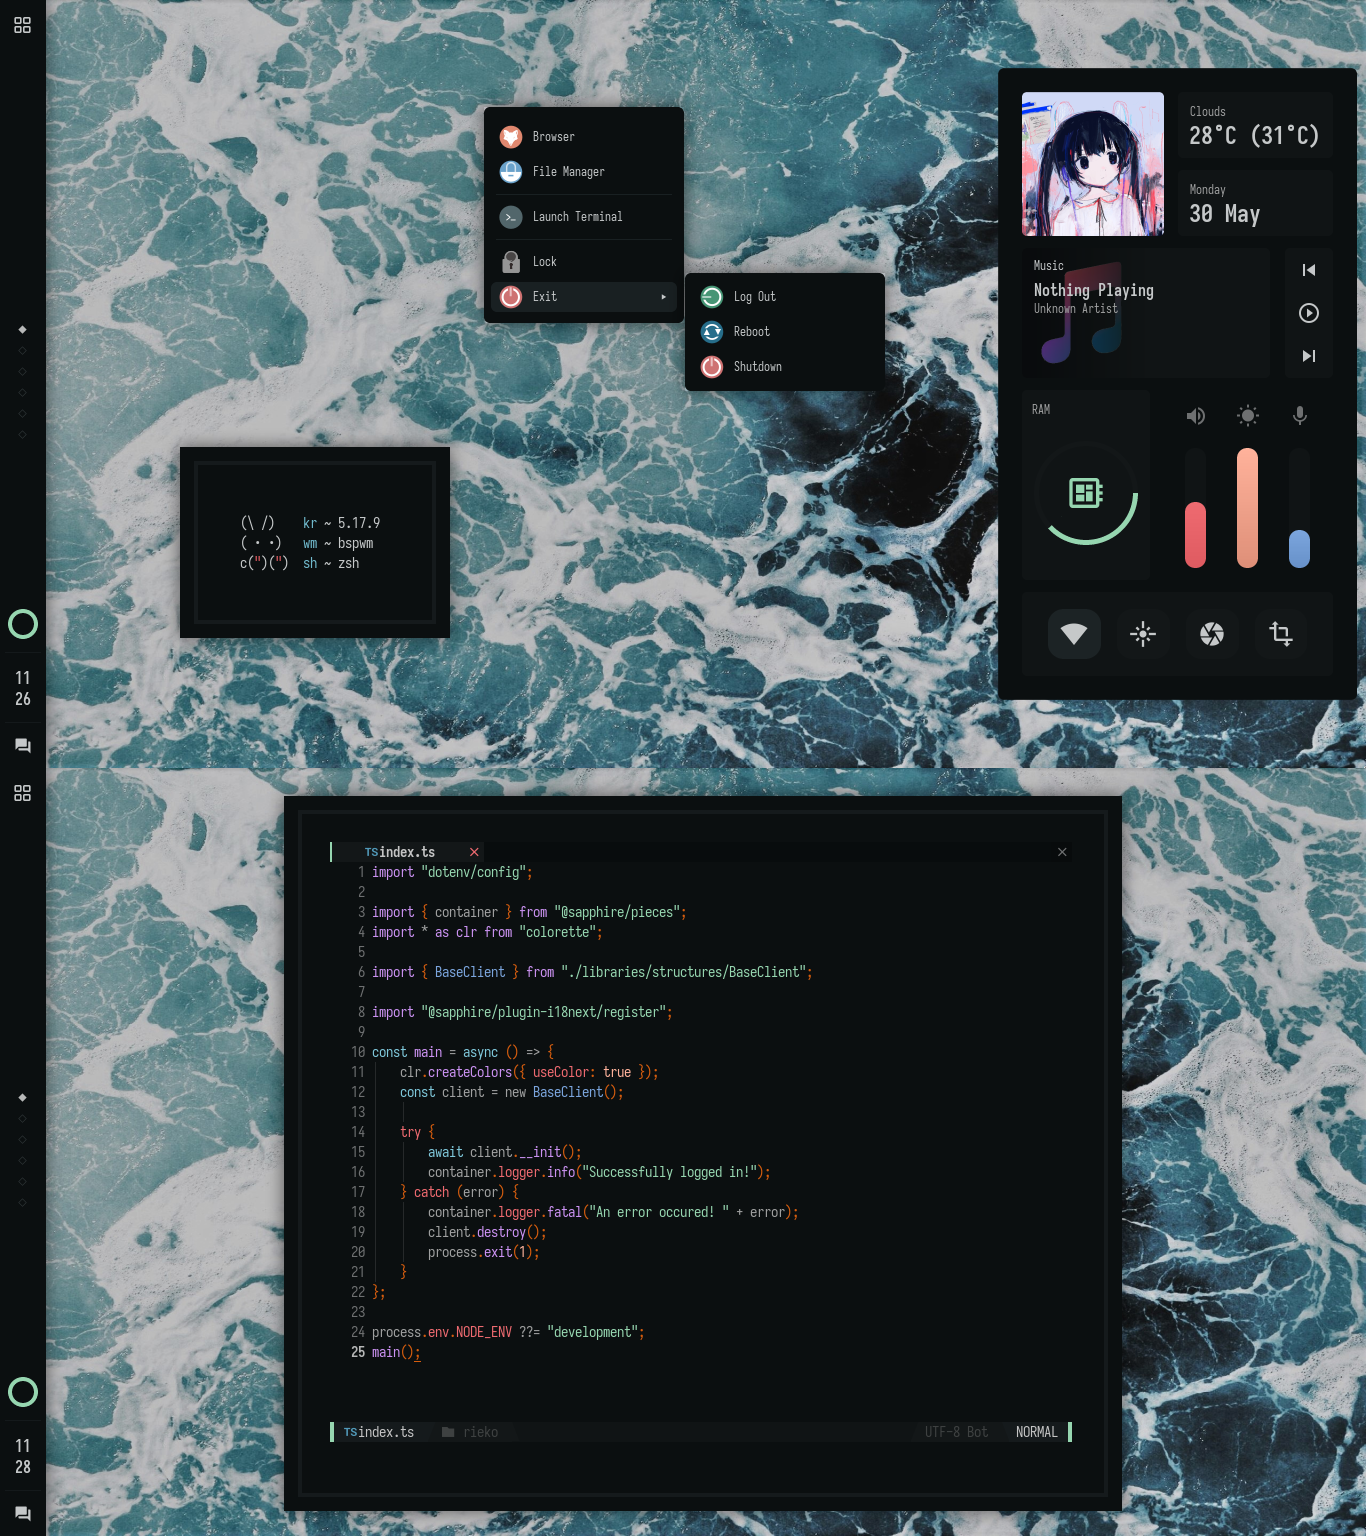 Browser
File Manager
Launch Terminal
Lock
Exit
Log Out
Reboot
Shutdown
Clouds
28°C (31°C)
Monday
30 May
Music
Nothing Playing
Unknown Artist
RAM
(\ /) kr ~ 5.17.9
( · ·) wm ~ bspwm
c(")(") sh ~ zsh
11
26
TS index.ts ×
×
1 import "dotenv/config";
2
3 import { container } from "@sapphire/pieces";
4 import * as clr from "colorette";
5
6 import { BaseClient } from "./libraries/structures/BaseClient";
7
8 import "@sapphire/plugin-i18next/register";
9
10 const main = async () => {
11     clr.createColors({ useColor: true });
12     const client = new BaseClient();
13
14     try {
15         await client.__init();
16         container.logger.info("Successfully logged in!");
17     } catch (error) {
18         container.logger.fatal("An error occured! " + error);
19         client.destroy();
20         process.exit(1);
21     }
22 };
23
24 process.env.NODE_ENV ??= "development";
25 main();
TS index.ts rieko UTF-8 Bot NORMAL
11
28